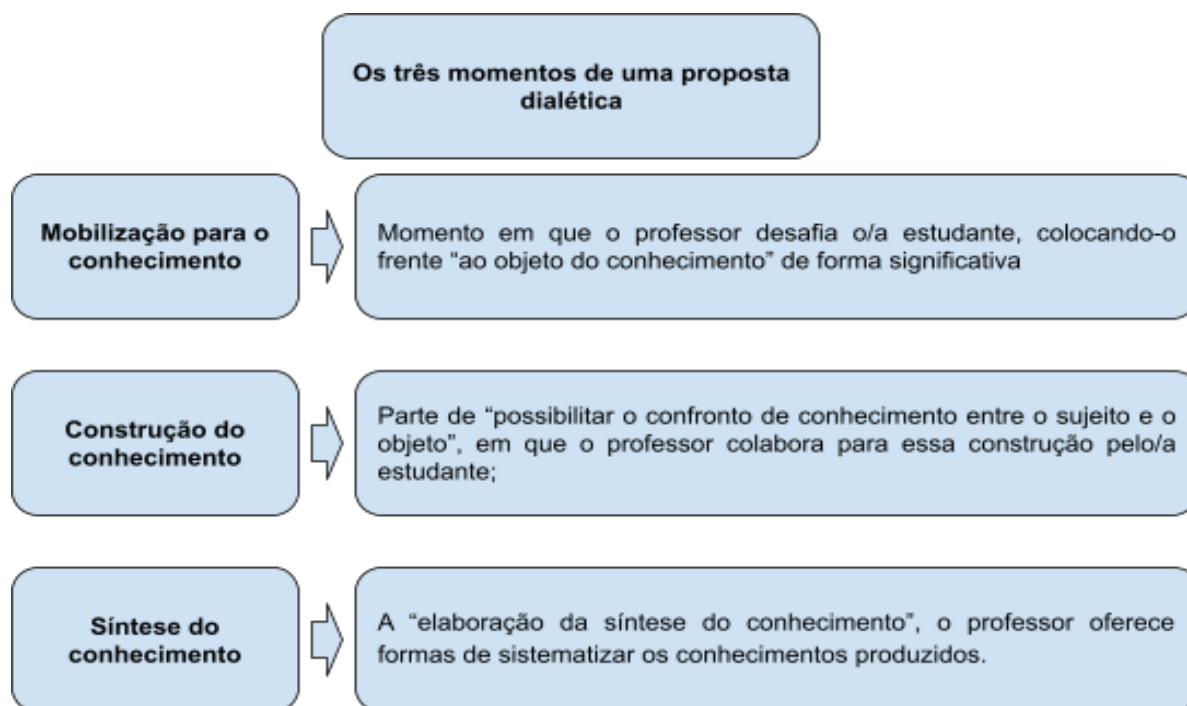 Os três momentos de uma proposta
dialética
Mobilização para o
conhecimento
Momento em que o professor desafia o/a estudante, colocando-o
frente “ao objeto do conhecimento” de forma significativa
Construção do
conhecimento
Parte de “possibilitar o confronto de conhecimento entre o sujeito e o
objeto”, em que o professor colabora para essa construção pelo/a
estudante;
Síntese do
conhecimento
A “elaboração da síntese do conhecimento”, o professor oferece
formas de sistematizar os conhecimentos produzidos.